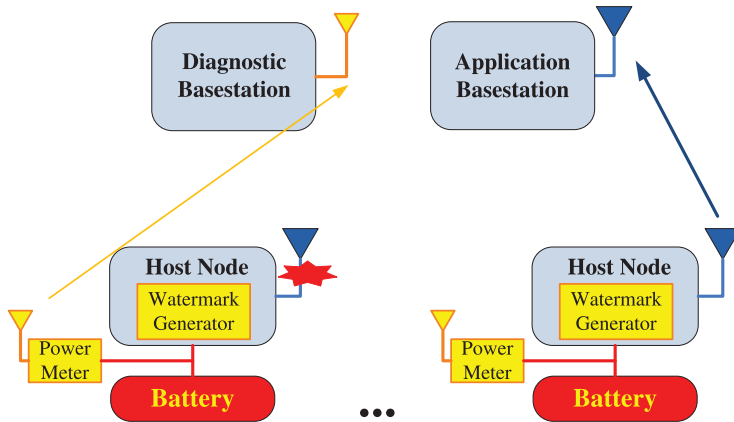 Diagnostic
Basestation
Application
Basestation
Host Node
Watermark
Generator
Power
Meter
Battery
Host Node
Watermark
Generator
Power
Meter
Battery
...